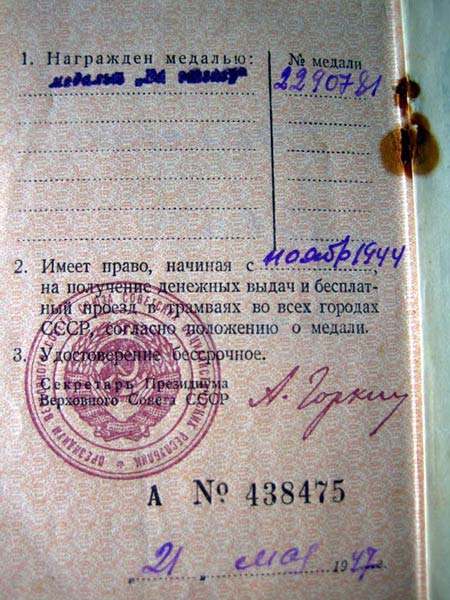 1. Награжден медалью:
№ медали
медалью „За отвагу"
2290781
2. Имеет право, начиная с ноябр 1944,
на получение денежных выдач и бесплат-
ный проезд в трамваях во всех городах
СССР, согласно положению о медали.
3. Удостоверение бессрочное.
Секретарь Президиума
Верховного Совета СССР
А. Горкин
А № 438475
„21" мая 1947г.